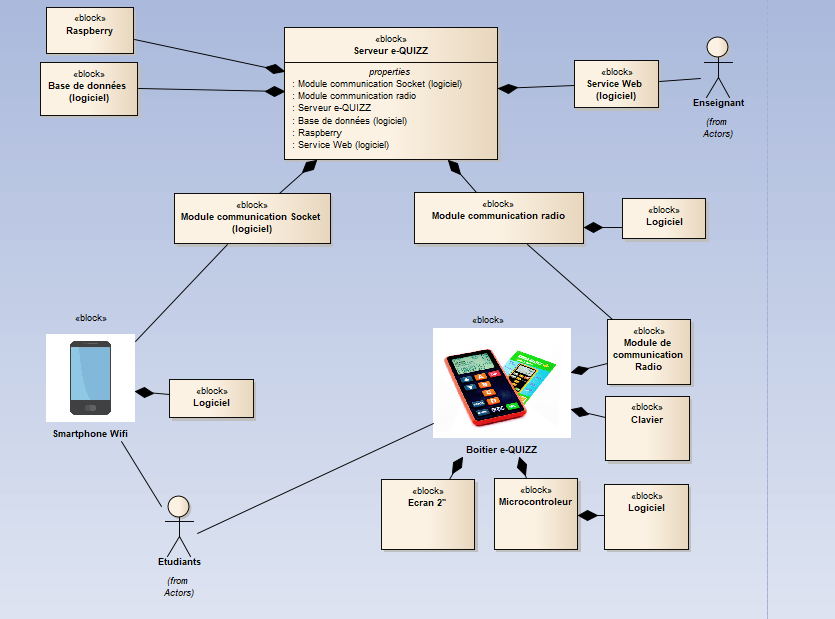 «block»
Raspberry
«block»
Base de données
(logiciel)
«block»
Serveur e-QUIZZ
properties
: Module communication Socket (logiciel)
: Module communication radio
: Serveur e-QUIZZ
: Base de données (logiciel)
: Raspberry
: Service Web (logiciel)
«block»
Service Web
(logiciel)
Enseignant
(from
Actors)
«block»
Module communication Socket
(logiciel)
«block»
Module communication radio
«block»
Logiciel
«block»
Smartphone Wifi
«block»
Logiciel
«block»
Boitier e-QUIZZ
«block»
Module de
communication
Radio
«block»
Clavier
«block»
Ecran 2"
«block»
Microcontroleur
«block»
Logiciel
Etudiants
(from
Actors)